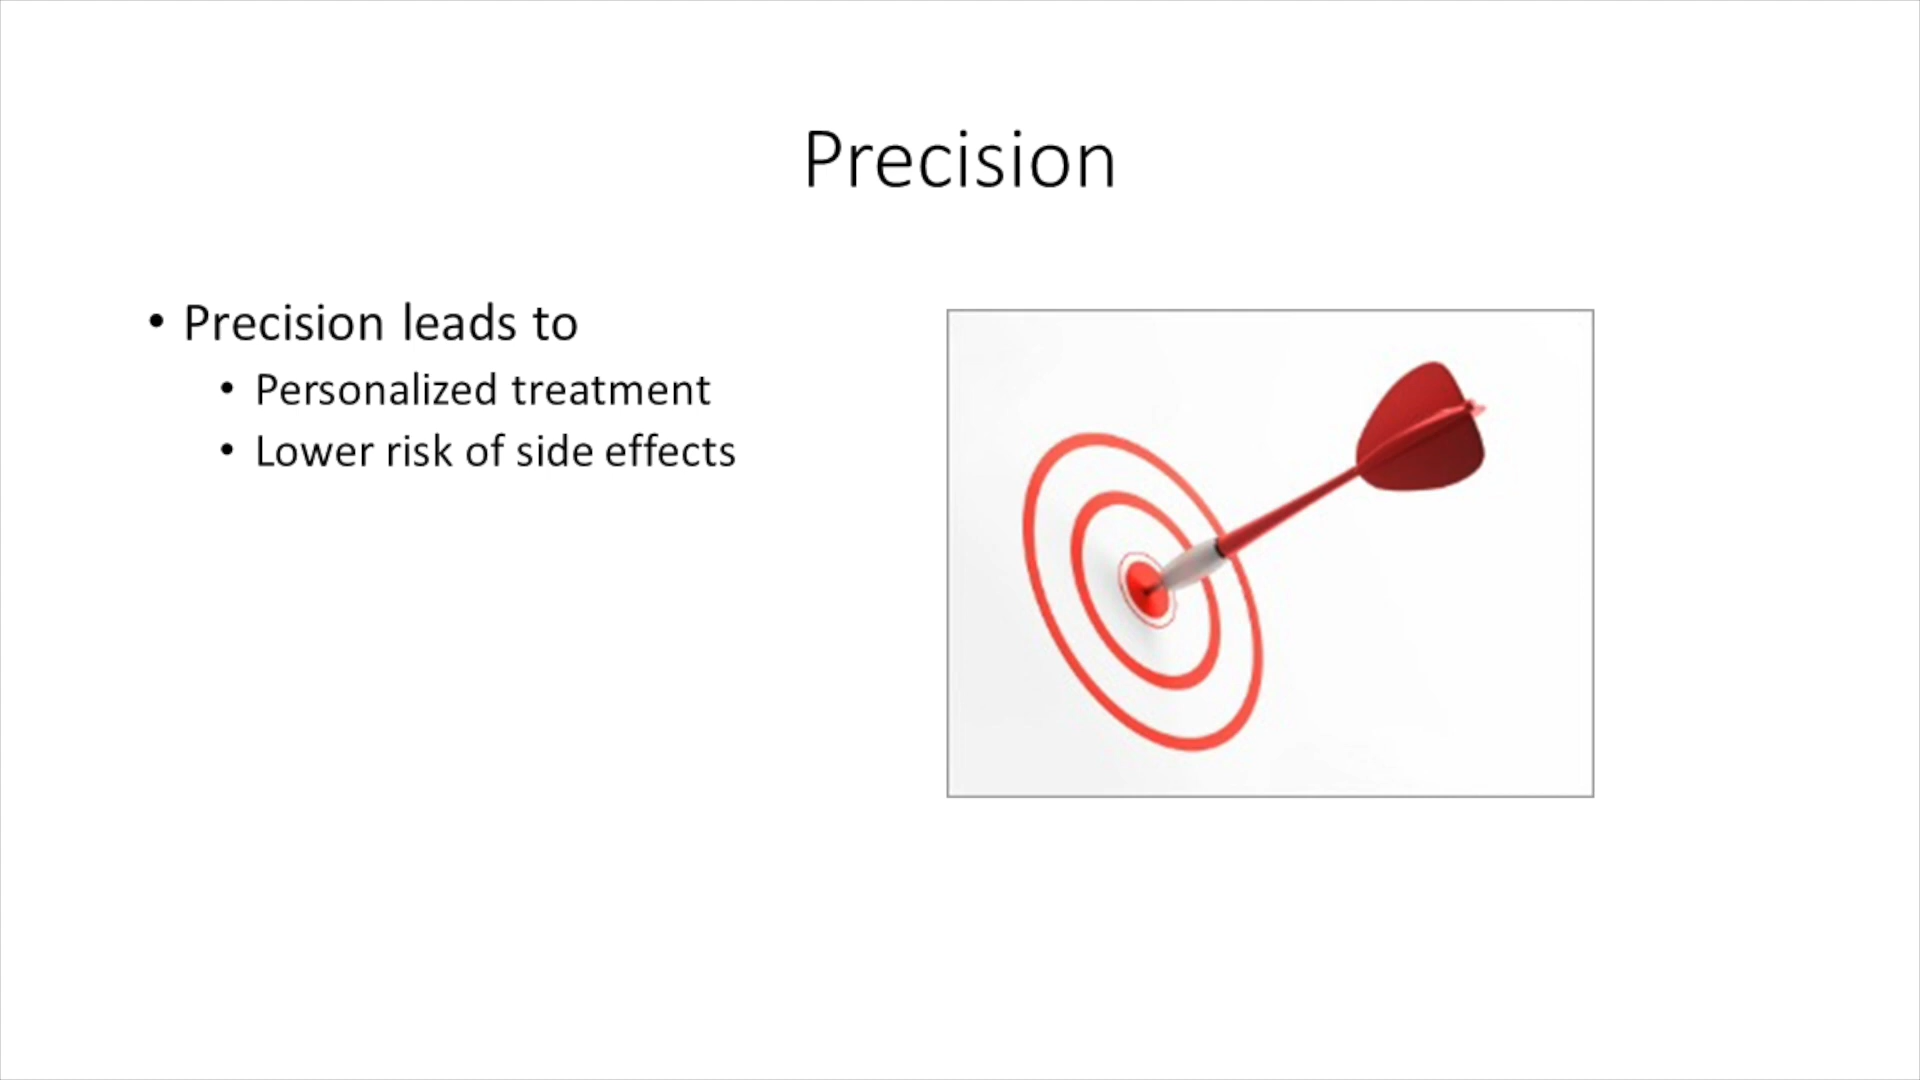 Precision
• Precision leads to
• Personalized treatment
• Lower risk of side effects